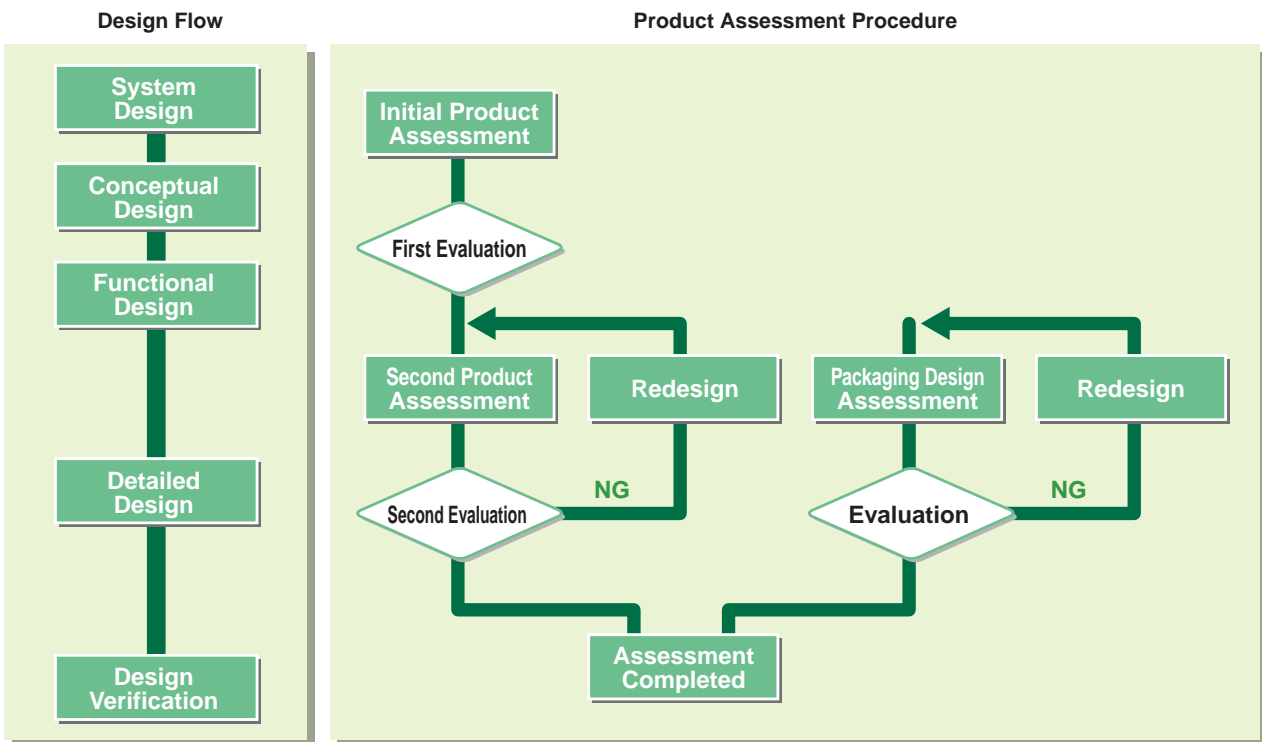 Design Flow
Product Assessment Procedure
System
Design
Conceptual
Design
Functional
Design
Detailed
Design
Design
Verification
Initial Product
Assessment
First Evaluation
Second Product
Assessment
Redesign
Second Evaluation
NG
Packaging Design
Assessment
Redesign
Evaluation
NG
Assessment
Completed